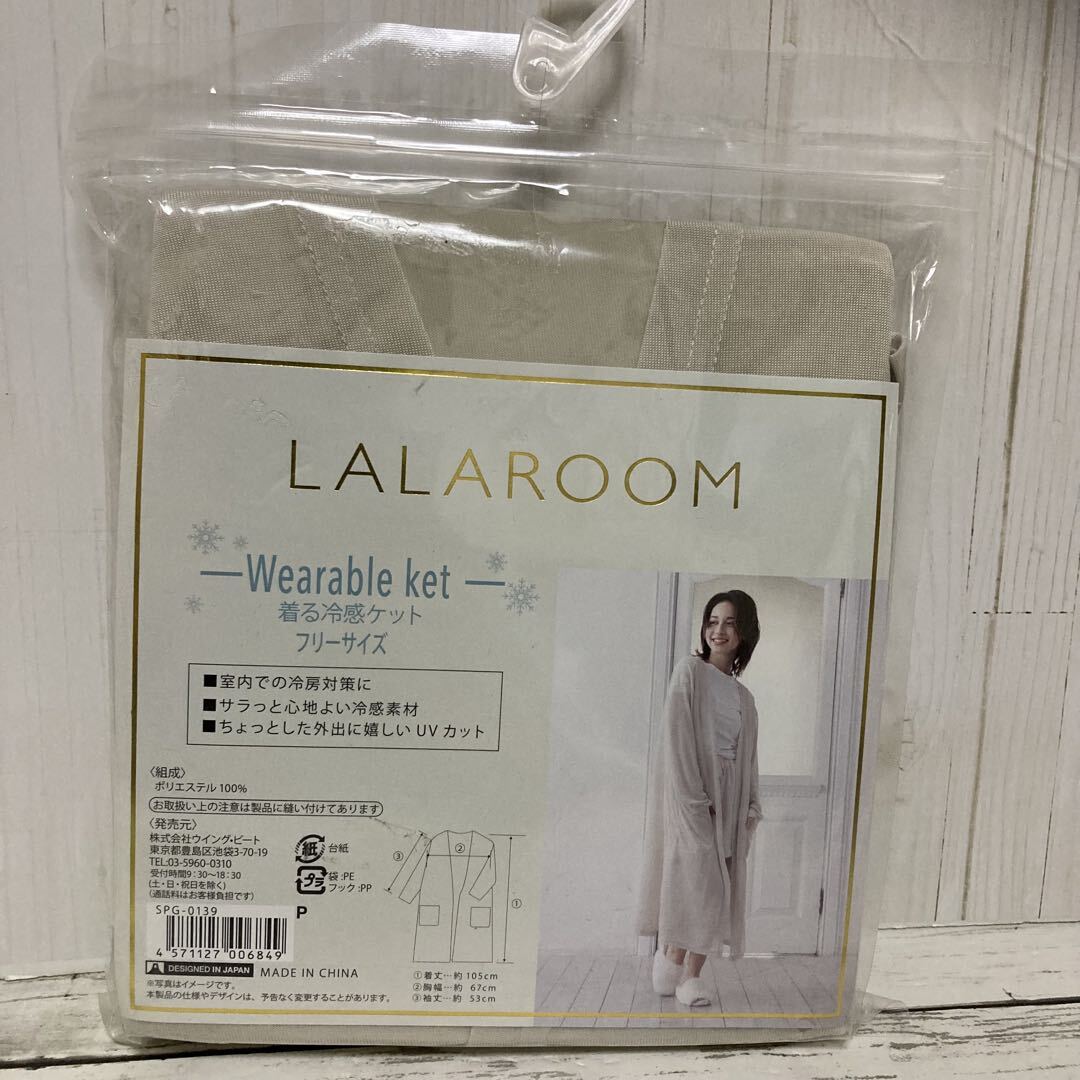 LALAROOM
Wearable ket
着る冷感ケット
フリーサイズ
■室内での冷房対策に
■サラっと心地よい冷感素材
■ちょっとした外出に嬉しいUVカット
〈組成〉
ポリエステル100%
お取扱い上の注意は製品に縫い付けてあります
〈発売元〉
株式会社ウイング・ビート
東京都豊島区池袋3-70-19
TEL:03-5960-0310
受付時間9:30〜18:30
(土・日・祝日を除く)
(通話料はお客様負担です)
紙 台紙
プラ 袋:PE
フック:PP
P
SPG-0139
4 571127 006849
DESIGNED IN JAPAN MADE IN CHINA
※写真はイメージです。
本製品の仕様やデザインは、予告なく変更することがあります。
③ ② ①
①着丈…約 105cm
②胸幅…約 67cm
③袖丈…約 53cm